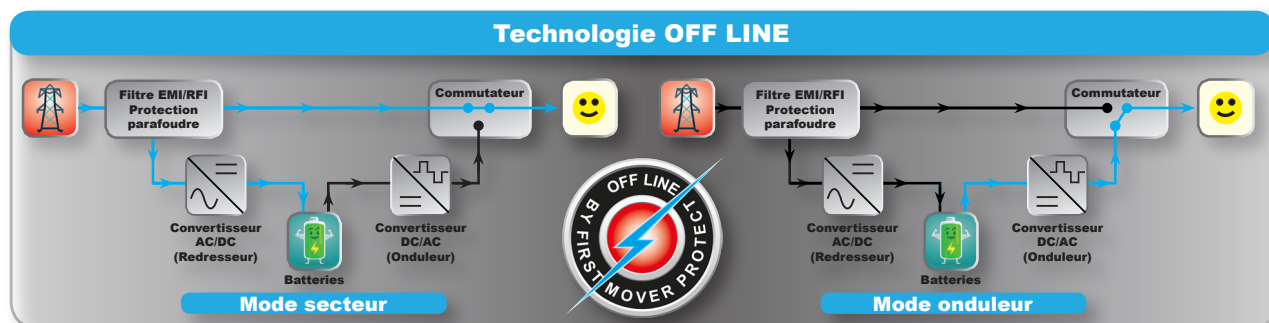 Technologie OFF LINE
Filtre EMI/RFI
Protection
parafoudre
Commutateur
Convertisseur
AC/DC
(Redresseur)
Batteries
Convertisseur
DC/AC
(Onduleur)
Mode secteur
OFF LINE
BY FIRST MOVER PROTECT
Filtre EMI/RFI
Protection
parafoudre
Commutateur
Convertisseur
AC/DC
(Redresseur)
Batteries
Convertisseur
DC/AC
(Onduleur)
Mode onduleur